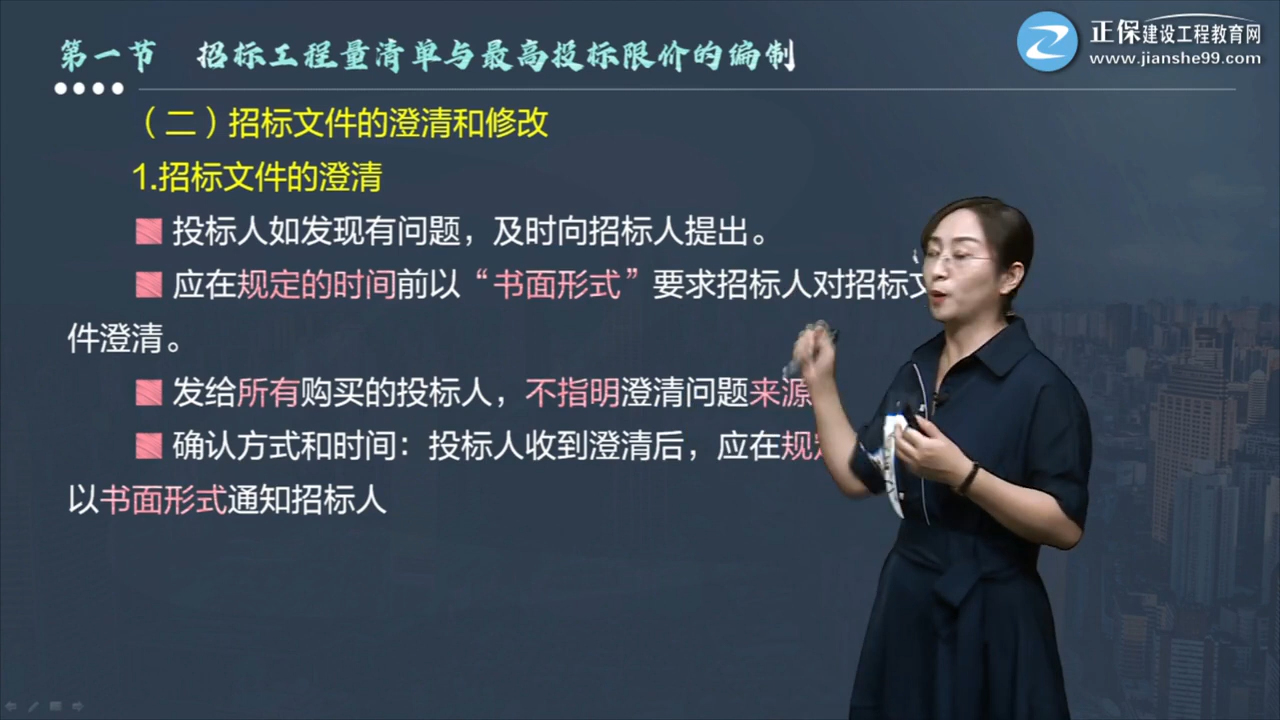 第一节 招标工程量清单与最高投标限价的编制
正保建设工程教育网
www.jianshe99.com
（二）招标文件的澄清和修改
1.招标文件的澄清
投标人如发现有问题，及时向招标人提出。
应在规定的时间前以“书面形式”要求招标人对招标文
件澄清。
发给所有购买的投标人，不指明澄清问题来源
确认方式和时间：投标人收到澄清后，应在规
以书面形式通知招标人